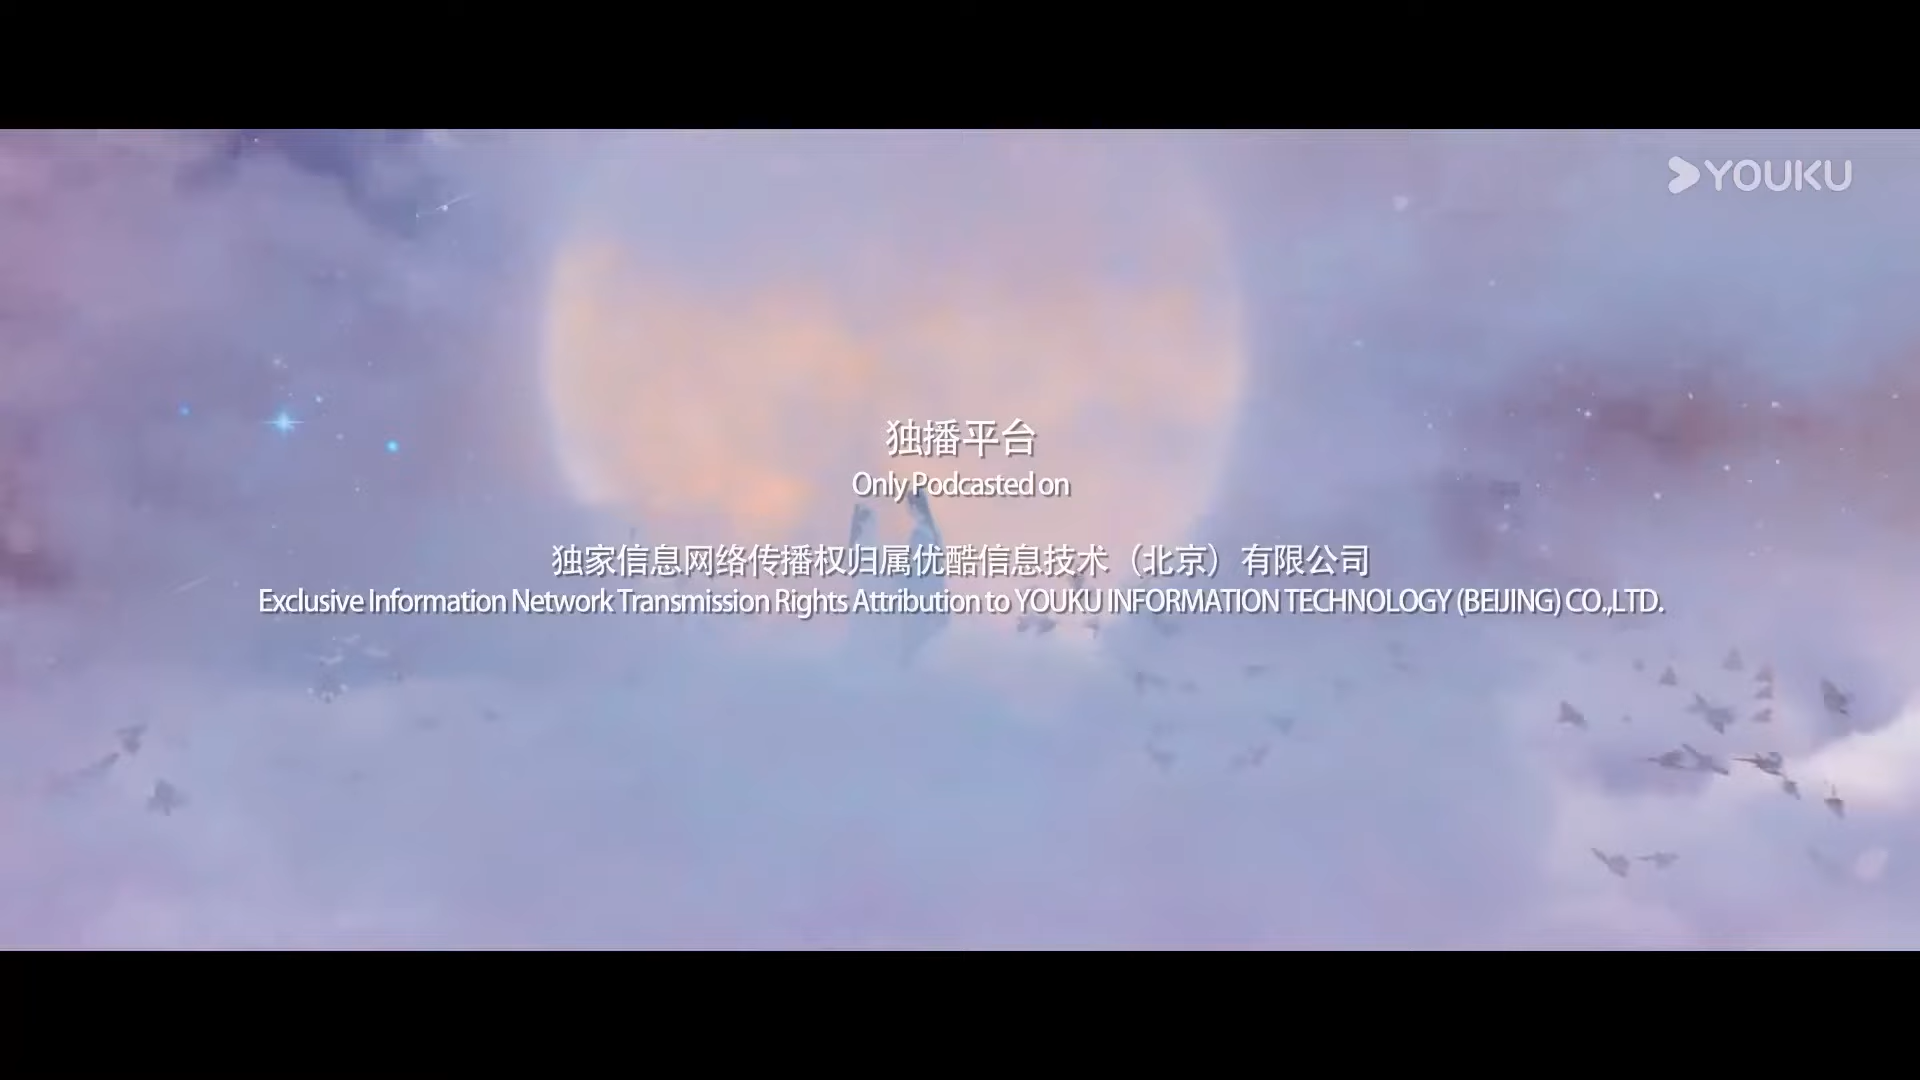 YOUKU
独播平台
Only Podcasted on
独家信息网络传播权归属优酷信息技术（北京）有限公司
Exclusive Information Network Transmission Rights Attribution to YOUKU INFORMATION TECHNOLOGY (BEIJING) CO.,LTD.